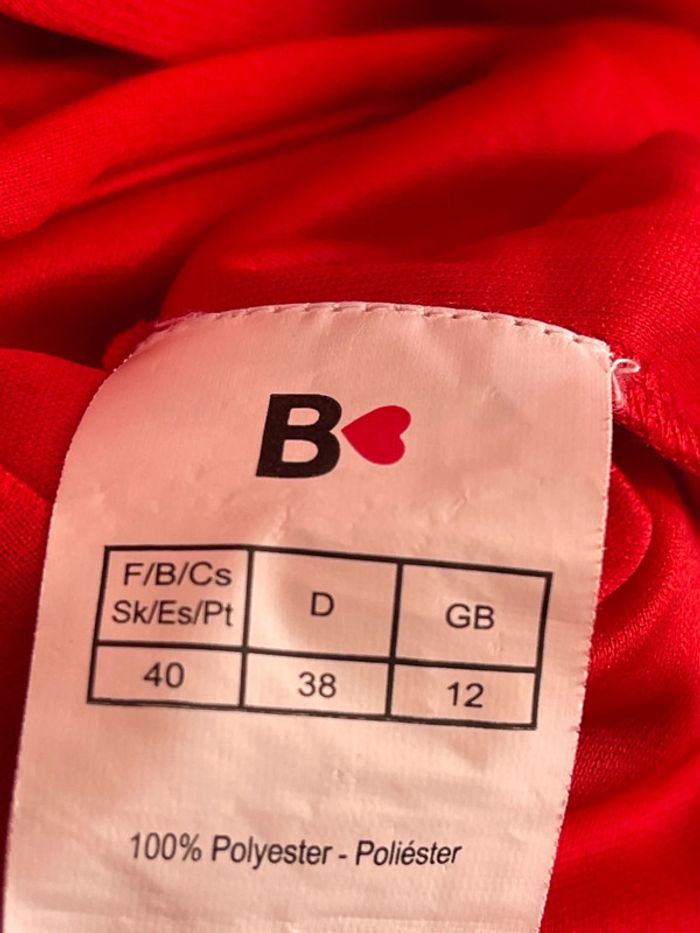 B
F/B/Cs D GB
Sk/Es/Pt
40 38 12
100% Polyester - Poliéster